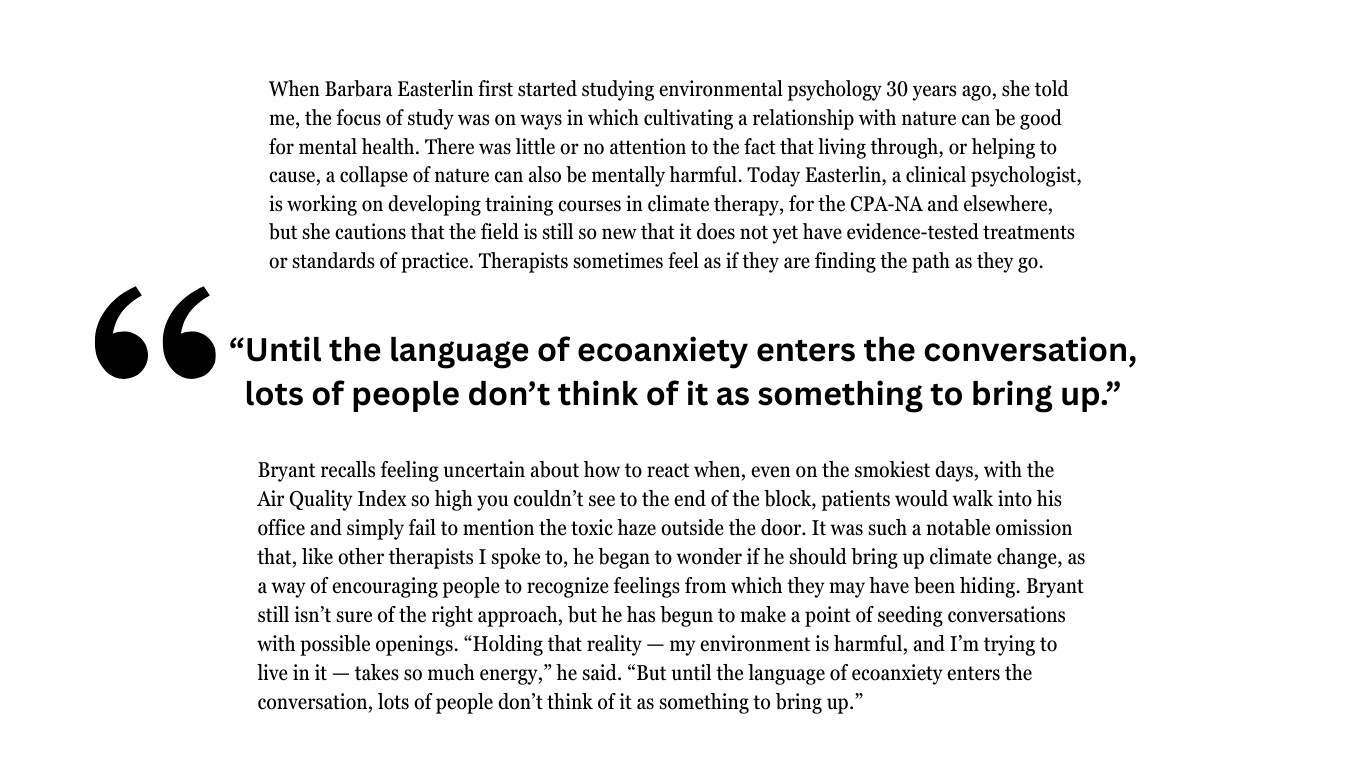 When Barbara Easterlin first started studying environmental psychology 30 years ago, she told
me, the focus of study was on ways in which cultivating a relationship with nature can be good
for mental health. There was little or no attention to the fact that living through, or helping to
cause, a collapse of nature can also be mentally harmful. Today Easterlin, a clinical psychologist,
is working on developing training courses in climate therapy, for the CPA-NA and elsewhere,
but she cautions that the field is still so new that it does not yet have evidence-tested treatments
or standards of practice. Therapists sometimes feel as if they are finding the path as they go.
“
“Until the language of ecoanxiety enters the conversation,
lots of people don’t think of it as something to bring up.”
Bryant recalls feeling uncertain about how to react when, even on the smokiest days, with the
Air Quality Index so high you couldn’t see to the end of the block, patients would walk into his
office and simply fail to mention the toxic haze outside the door. It was such a notable omission
that, like other therapists I spoke to, he began to wonder if he should bring up climate change, as
a way of encouraging people to recognize feelings from which they may have been hiding. Bryant
still isn’t sure of the right approach, but he has begun to make a point of seeding conversations
with possible openings. “Holding that reality — my environment is harmful, and I’m trying to
live in it — takes so much energy,” he said. “But until the language of ecoanxiety enters the
conversation, lots of people don’t think of it as something to bring up.”